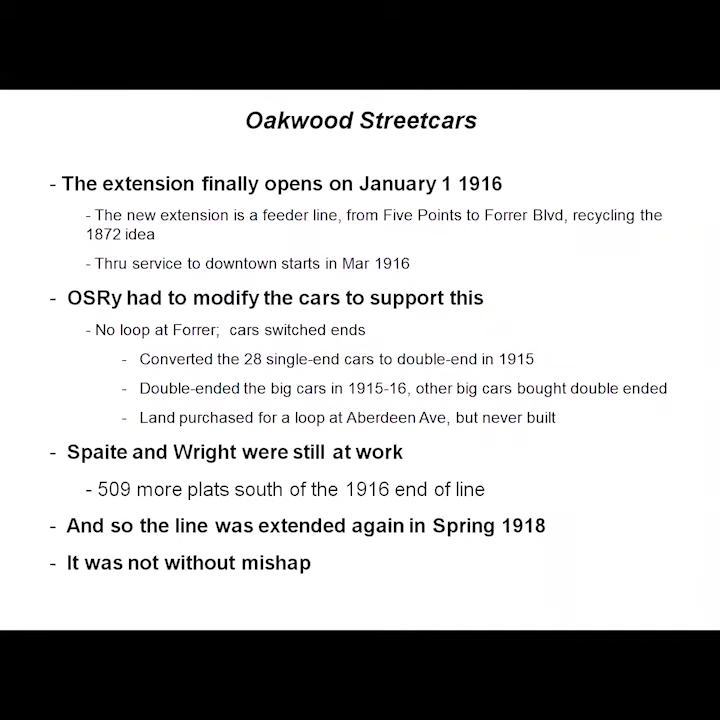 Oakwood Streetcars
- The extension finally opens on January 1 1916
- The new extension is a feeder line, from Five Points to Forrer Blvd, recycling the
1872 idea
- Thru service to downtown starts in Mar 1916
- OSRy had to modify the cars to support this
- No loop at Forrer; cars switched ends
- Converted the 28 single-end cars to double-end in 1915
- Double-ended the big cars in 1915-16, other big cars bought double ended
- Land purchased for a loop at Aberdeen Ave, but never built
- Spaite and Wright were still at work
- 509 more plats south of the 1916 end of line
- And so the line was extended again in Spring 1918
- It was not without mishap